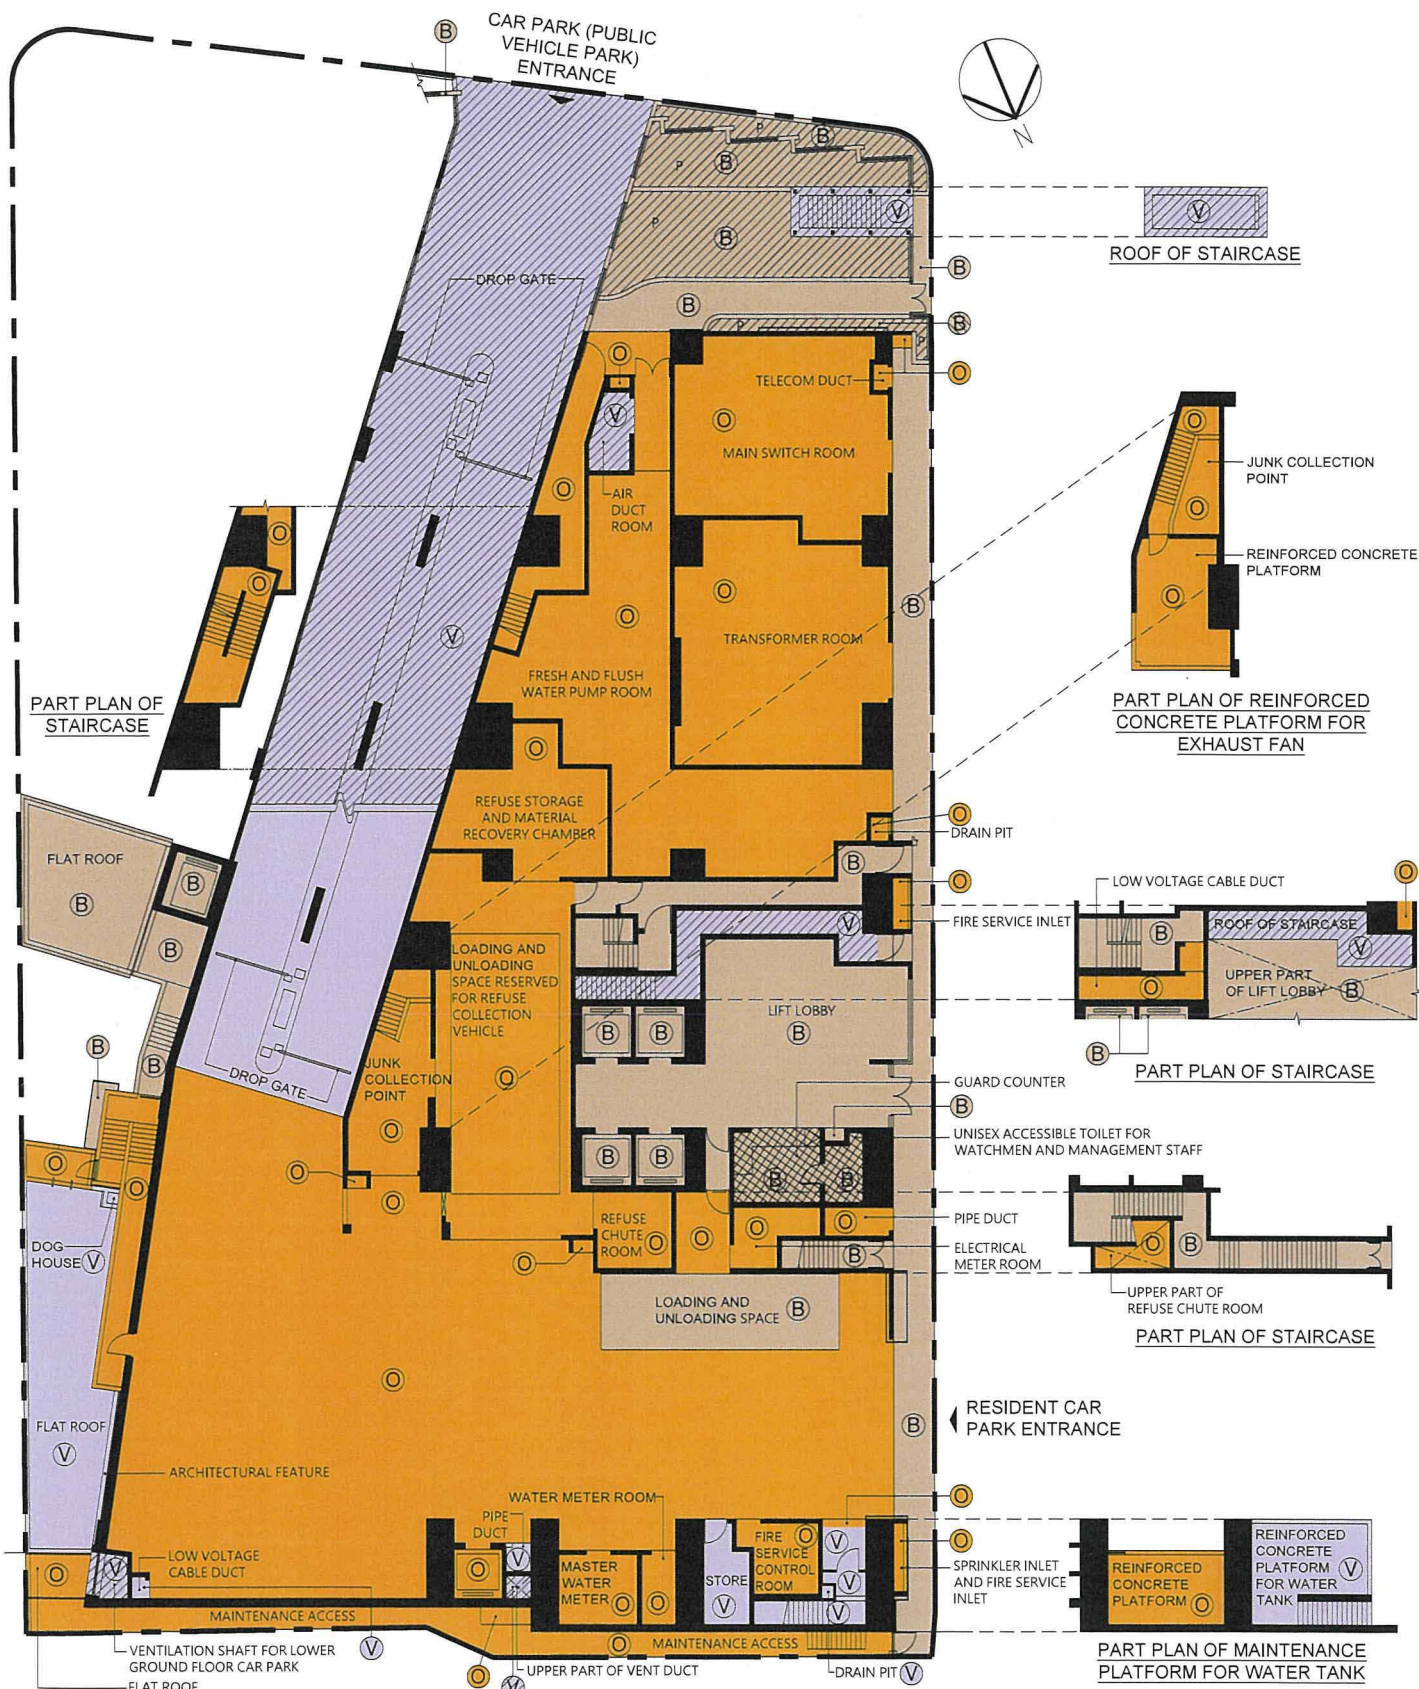 B
CAR PARK (PUBLIC
VEHICLE PARK)
ENTRANCE
N
P
B
P
B
V
V
ROOF OF STAIRCASE
P
B
B
DROP GATE
B
P
B
P
O
TELECOM DUCT
O
V
O
MAIN SWITCH ROOM
O
JUNK COLLECTION
POINT
O
AIR
DUCT
ROOM
O
O
REINFORCED CONCRETE
PLATFORM
O
O
O
O
B
V
O
TRANSFORMER ROOM
FRESH AND FLUSH
WATER PUMP ROOM
PART PLAN OF
STAIRCASE
PART PLAN OF REINFORCED
CONCRETE PLATFORM FOR
EXHAUST FAN
O
REFUSE STORAGE
AND MATERIAL
RECOVERY CHAMBER
O
DRAIN PIT
FLAT ROOF
B
B
B
O
FIRE SERVICE INLET
LOW VOLTAGE CABLE DUCT
O
V
B
ROOF OF STAIRCASE
V
B
LOADING AND
UNLOADING
SPACE RESERVED
FOR REFUSE
COLLECTION
VEHICLE
UPPER PART
OF LIFT LOBBY
B
O
LIFT LOBBY
B
B
B
B
B
PART PLAN OF STAIRCASE
B
B
JUNK
COLLECTION
POINT
DROP GATE
O
GUARD COUNTER
B
O
UNISEX ACCESSIBLE TOILET FOR
WATCHMEN AND MANAGEMENT STAFF
B
B
O
O
O
B
B
O
REFUSE
CHUTE
ROOM
O
O
O
PIPE DUCT
O
DOG
HOUSE
V
O
O
B
ELECTRICAL
METER ROOM
O
B
UPPER PART OF
REFUSE CHUTE ROOM
LOADING AND
UNLOADING SPACE
B
PART PLAN OF STAIRCASE
O
RESIDENT CAR
PARK ENTRANCE
B
FLAT ROOF
V
ARCHITECTURAL FEATURE
WATER METER ROOM
O
PIPE
DUCT
FIRE
SERVICE
CONTROL
ROOM
O
V
O
SPRINKLER INLET
AND FIRE SERVICE
INLET
REINFORCED
CONCRETE
PLATFORM
FOR WATER
TANK
V
LOW VOLTAGE
CABLE DUCT
V
O
V
V
O
MASTER
WATER
METER
O
O
STORE
V
V
V
REINFORCED
CONCRETE
PLATFORM
O
MAINTENANCE ACCESS
O
MAINTENANCE ACCESS
VENTILATION SHAFT FOR LOWER
GROUND FLOOR CAR PARK
V
O
UPPER PART OF VENT DUCT
V
DRAIN PIT
V
PART PLAN OF MAINTENANCE
PLATFORM FOR WATER TANK
FLAT ROOF